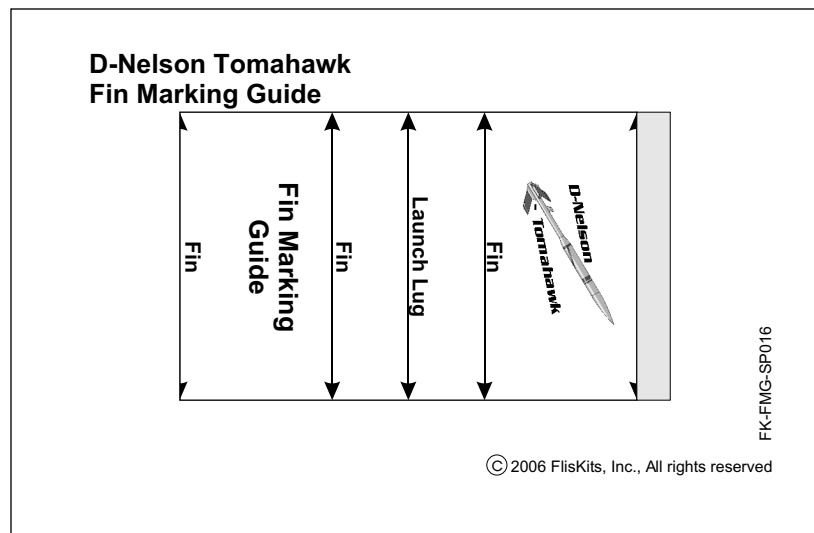 D-Nelson Tomahawk
Fin Marking Guide
Fin
Fin Marking
Guide
Fin
Launch Lug
Fin
D-Nelson
- Tomahawk
FK-FMG-SP016
© 2006 FlisKits, Inc., All rights reserved